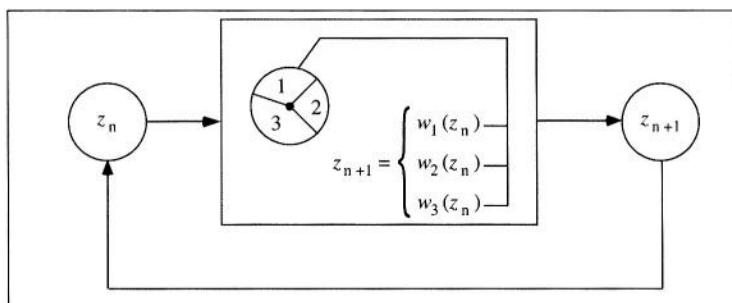 1
2
3
z_n
z_{n+1} = {
w_1(z_n)
w_2(z_n)
w_3(z_n)
z_{n+1}